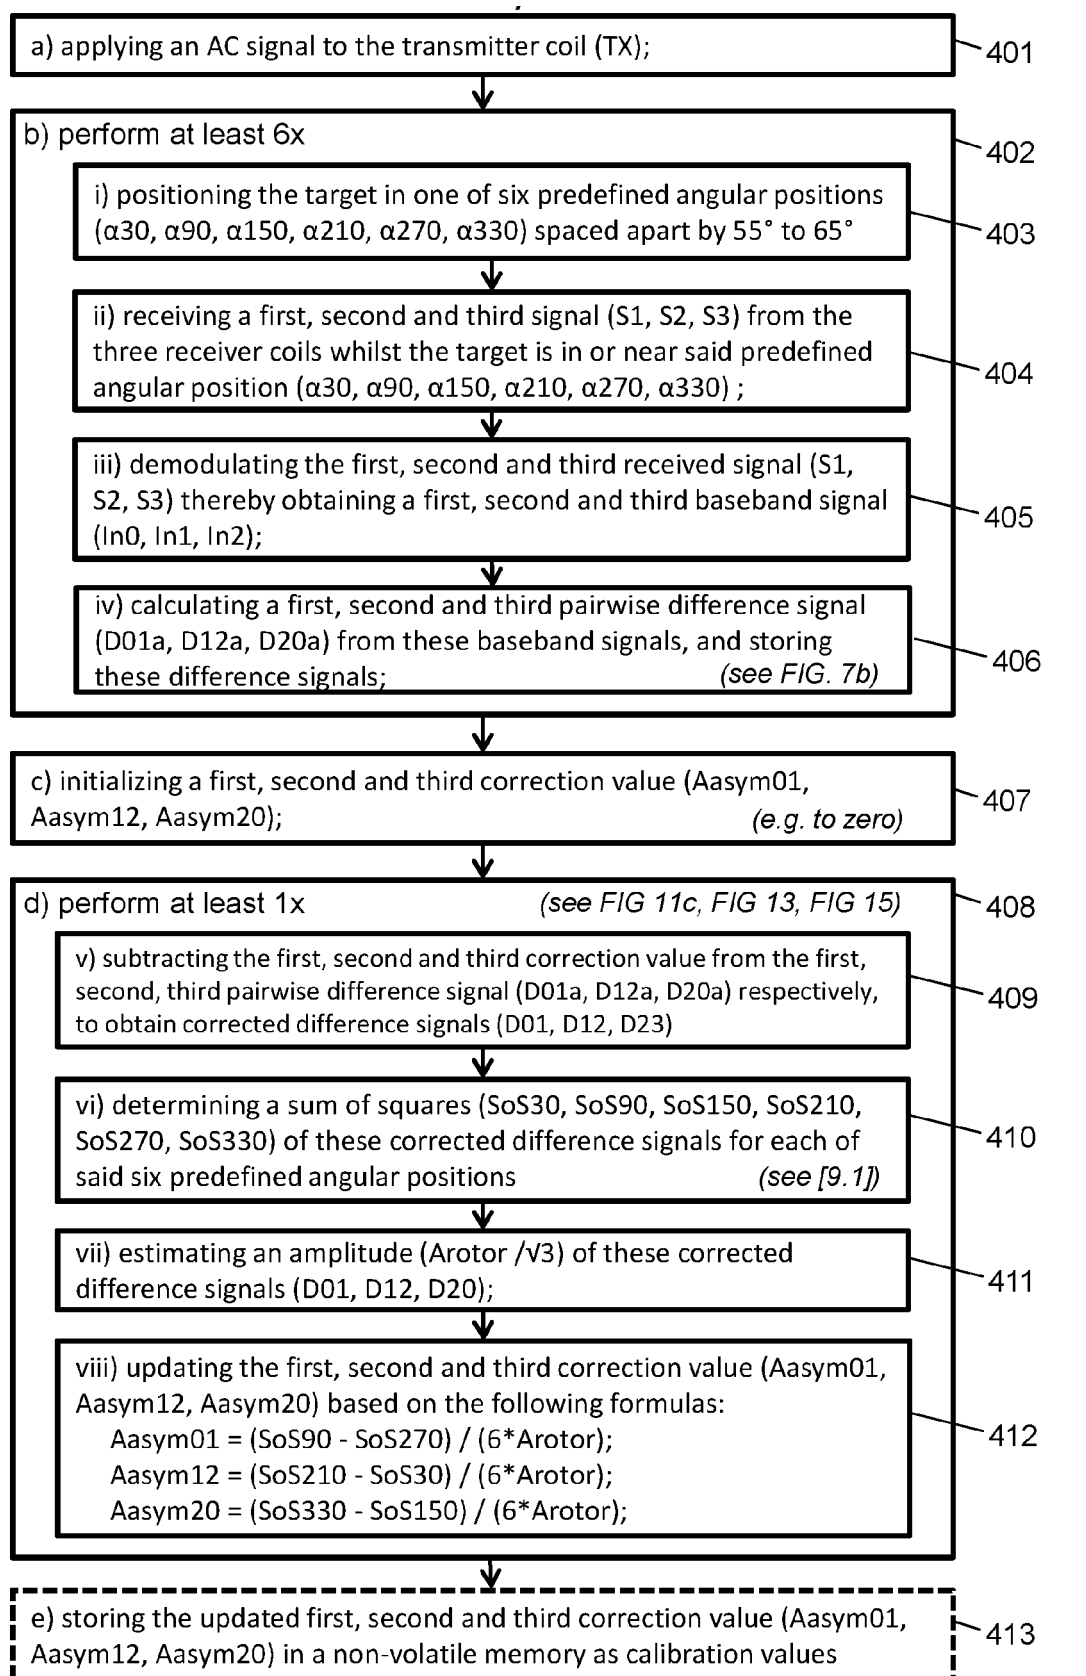 a) applying an AC signal to the transmitter coil (TX);
401
b) perform at least 6x
402
i) positioning the target in one of six predefined angular positions
(α30, α90, α150, α210, α270, α330) spaced apart by 55° to 65°
403
ii) receiving a first, second and third signal (S1, S2, S3) from the
three receiver coils whilst the target is in or near said predefined
angular position (α30, α90, α150, α210, α270, α330) ;
404
iii) demodulating the first, second and third received signal (S1,
S2, S3) thereby obtaining a first, second and third baseband signal
(In0, In1, In2);
405
iv) calculating a first, second and third pairwise difference signal
(D01a, D12a, D20a) from these baseband signals, and storing
these difference signals; (see FIG. 7b)
406
c) initializing a first, second and third correction value (Aasym01,
Aasym12, Aasym20); (e.g. to zero)
407
d) perform at least 1x (see FIG 11c, FIG 13, FIG 15)
408
v) subtracting the first, second and third correction value from the first,
second, third pairwise difference signal (D01a, D12a, D20a) respectively,
to obtain corrected difference signals (D01, D12, D23)
409
vi) determining a sum of squares (SoS30, SoS90, SoS150, SoS210,
SoS270, SoS330) of these corrected difference signals for each of
said six predefined angular positions (see [9.1])
410
vii) estimating an amplitude (Arotor /√3) of these corrected
difference signals (D01, D12, D20);
411
viii) updating the first, second and third correction value (Aasym01,
Aasym12, Aasym20) based on the following formulas:
Aasym01 = (SoS90 - SoS270) / (6*Arotor);
Aasym12 = (SoS210 - SoS30) / (6*Arotor);
Aasym20 = (SoS330 - SoS150) / (6*Arotor);
412
e) storing the updated first, second and third correction value (Aasym01,
Aasym12, Aasym20) in a non-volatile memory as calibration values
413